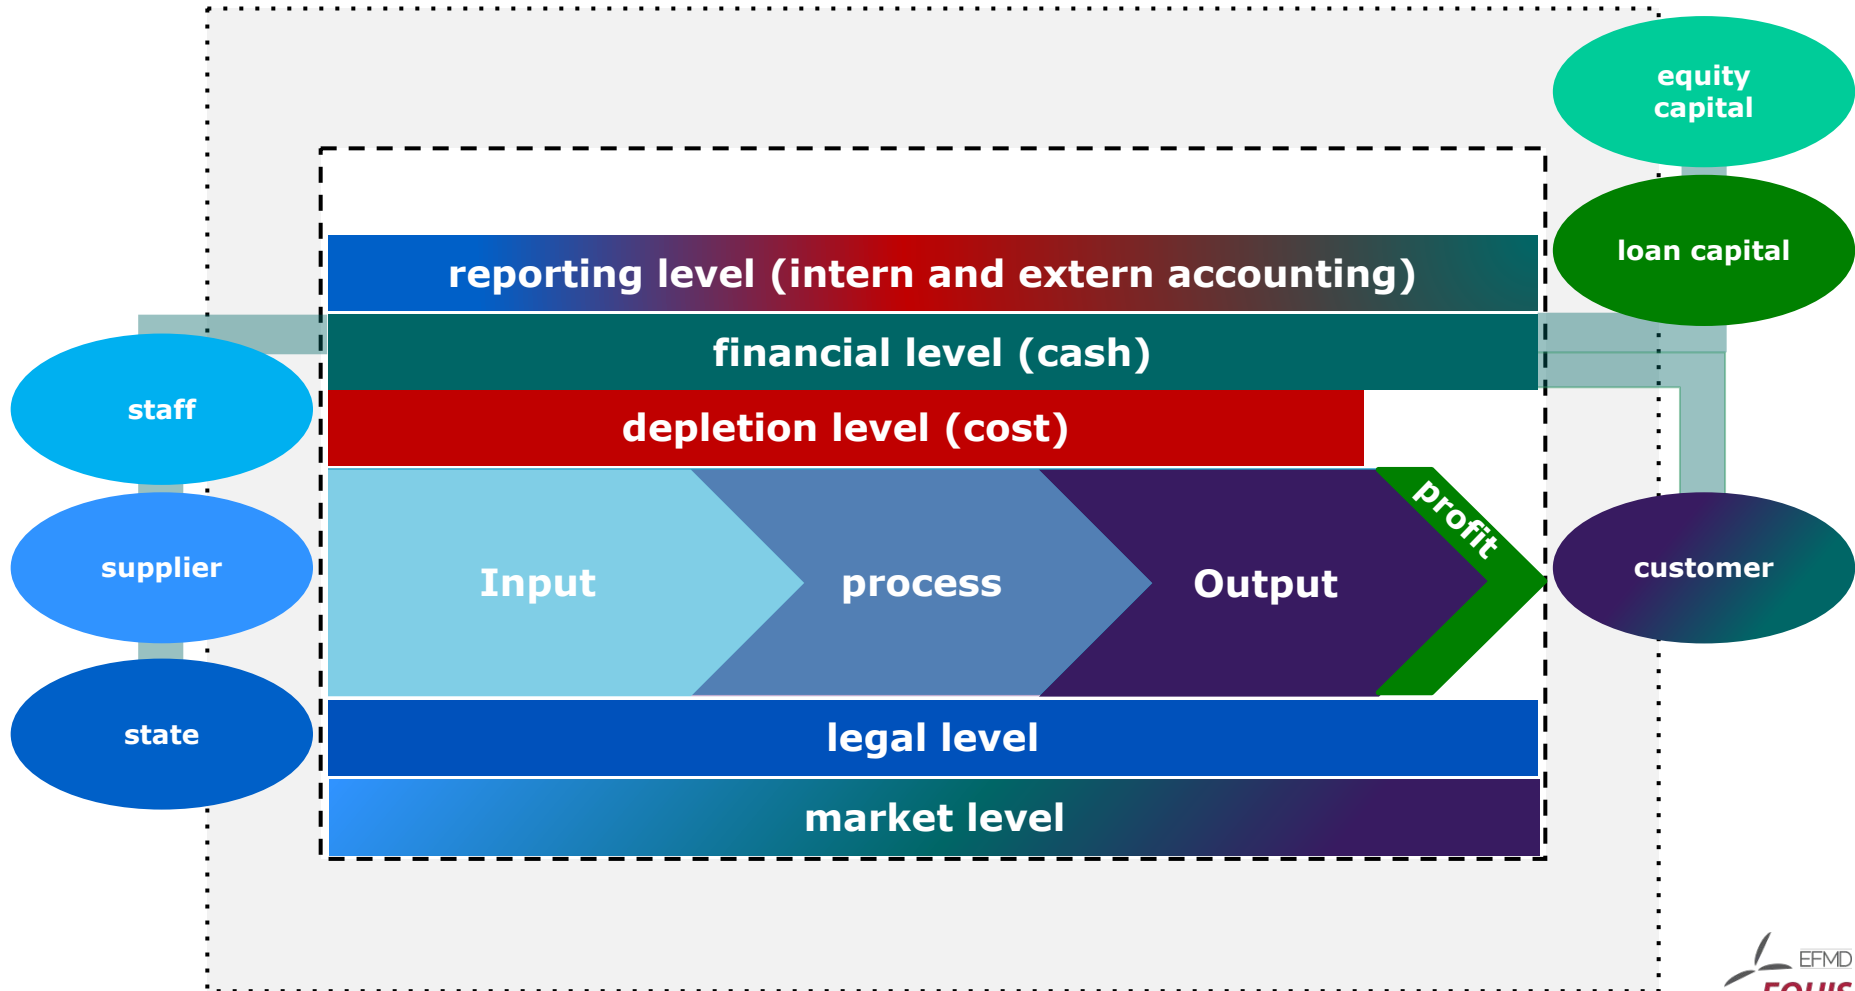 equity
capital
reporting level (intern and extern accounting)
loan capital
financial level (cash)
staff
depletion level (cost)
profit
supplier
Input
process
Output
customer
state
legal level
market level
EFMD
EQUIS